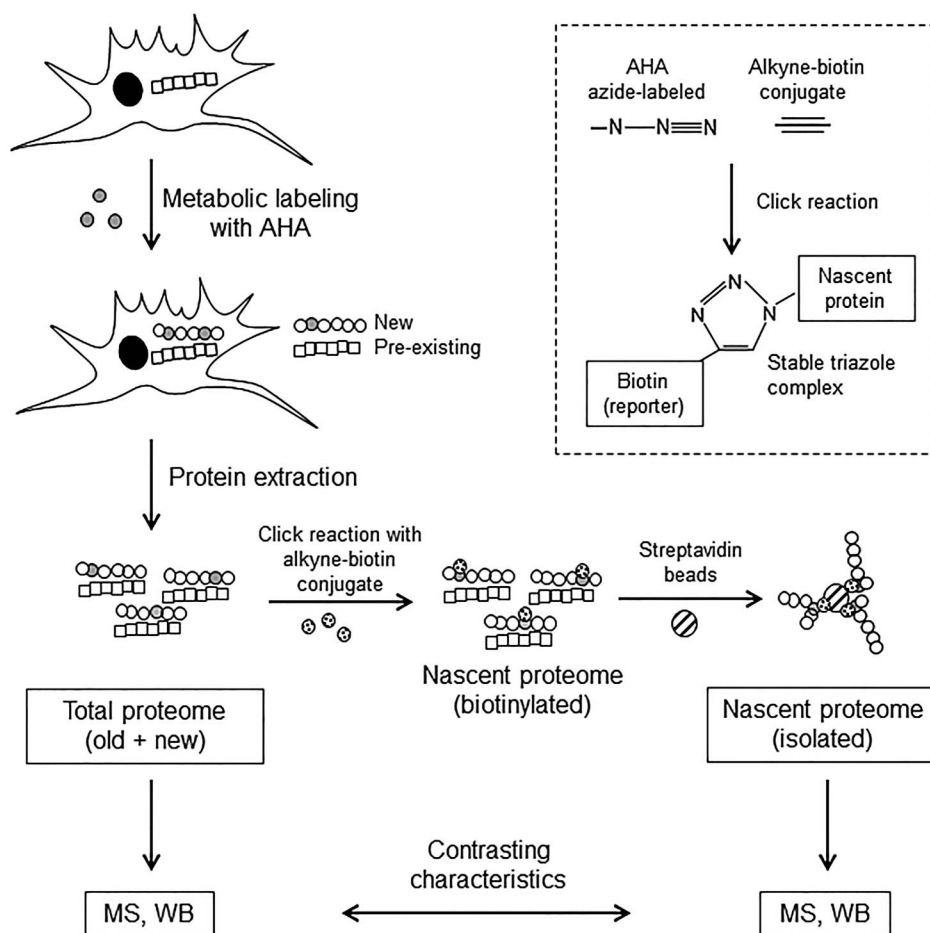 Metabolic labeling
with AHA
New
Pre-existing
Protein extraction
AHA
azide-labeled
Alkyne-biotin
conjugate
–N–N≡N
Click reaction
N
N
N
Nascent
protein
Biotin
(reporter)
Stable triazole
complex
Click reaction with
alkyne-biotin
conjugate
Streptavidin
beads
Nascent proteome
(biotinylated)
Total proteome
(old + new)
Nascent proteome
(isolated)
Contrasting
characteristics
MS, WB
MS, WB